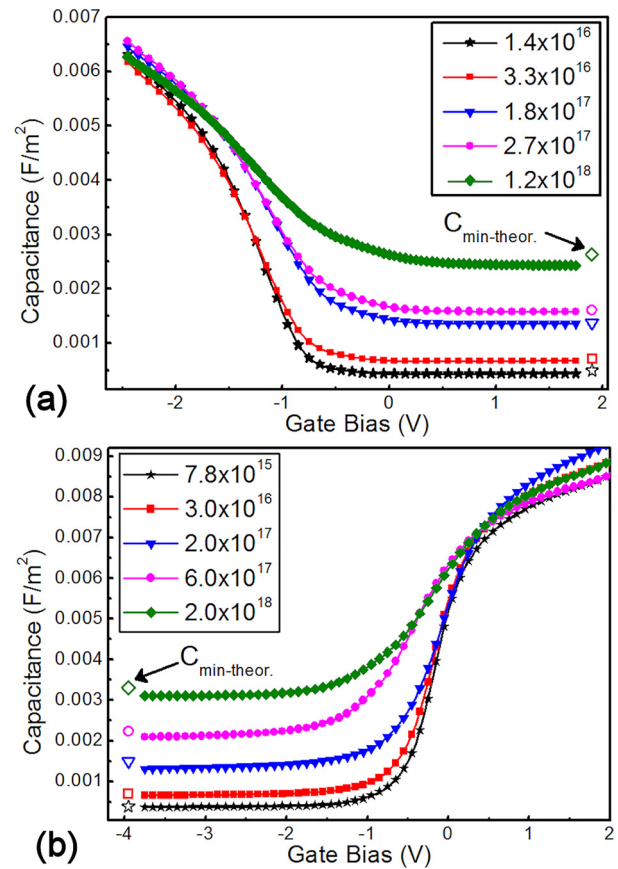 0.007
0.006
0.005
0.004
0.003
0.002
0.001
Capacitance (F/m²)
1.4x10¹⁶
3.3x10¹⁶
1.8x10¹⁷
2.7x10¹⁷
1.2x10¹⁸
C min-theor.
-2 -1 0 1 2
Gate Bias (V)
(a)
0.009
0.008
0.007
0.006
0.005
0.004
0.003
0.002
0.001
Capacitance (F/m²)
7.8x10¹⁵
3.0x10¹⁶
2.0x10¹⁷
6.0x10¹⁷
2.0x10¹⁸
C min-theor.
-4 -3 -2 -1 0 1 2
Gate Bias (V)
(b)